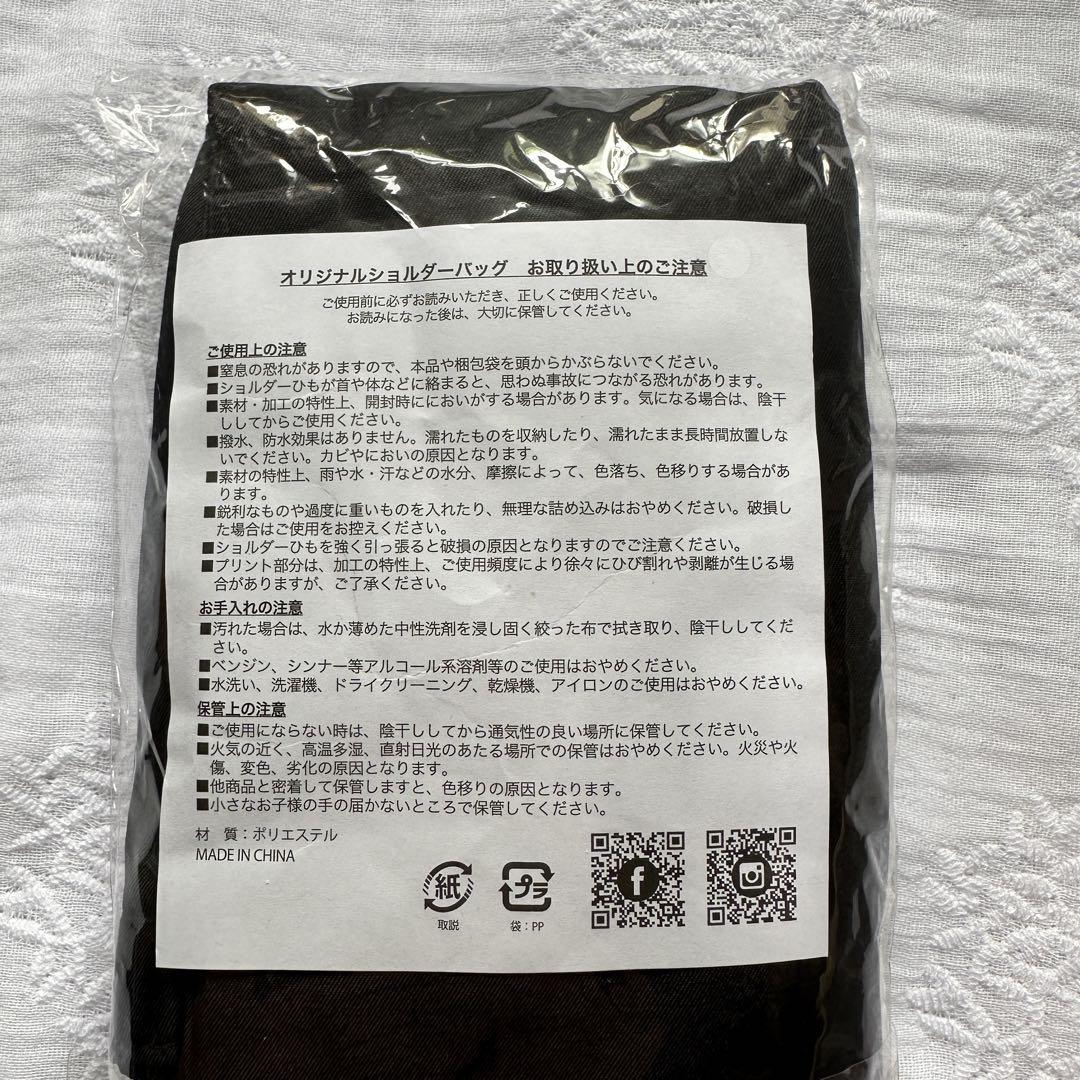 オリジナルショルダーバッグ　お取り扱い上のご注意
ご使用前に必ずお読みいただき、正しくご使用ください。
お読みになった後は、大切に保管してください。
ご使用上の注意
■窒息の恐れがありますので、本品や梱包袋を頭からかぶらないでください。
■ショルダーひもが首や体などに絡まると、思わぬ事故につながる恐れがあります。
■素材・加工の特性上、開封時ににおいがする場合があります。気になる場合は、陰干
ししてからご使用ください。
■撥水、防水効果はありません。濡れたものを収納したり、濡れたまま長時間放置しな
いでください。カビやにおいの原因となります。
■素材の特性上、雨や水・汗などの水分、摩擦によって、色落ち、色移りする場合があ
ります。
■鋭利なものや過度に重いものを入れたり、無理な詰め込みはおやめください。破損し
た場合はご使用をお控えください。
■ショルダーひもを強く引っ張ると破損の原因となりますのでご注意ください。
■プリント部分は、加工の特性上、ご使用頻度により徐々にひび割れや剥離が生じる場
合がありますが、ご了承ください。
お手入れの注意
■汚れた場合は、水か薄めた中性洗剤を浸し固く絞った布で拭き取り、陰干ししてくだ
さい。
■ベンジン、シンナー等アルコール系溶剤等のご使用はおやめください。
■水洗い、洗濯機、ドライクリーニング、乾燥機、アイロンのご使用はおやめください。
保管上の注意
■ご使用にならない時は、陰干ししてから通気性の良い場所に保管してください。
■火気の近く、高温多湿、直射日光のあたる場所での保管はおやめください。火災や火
傷、変色、劣化の原因となります。
■他商品と密着して保管しますと、色移りの原因となります。
■小さなお子様の手の届かないところで保管してください。
材　質：ポリエステル
MADE IN CHINA
紙
プラ
f
取説
袋：PP